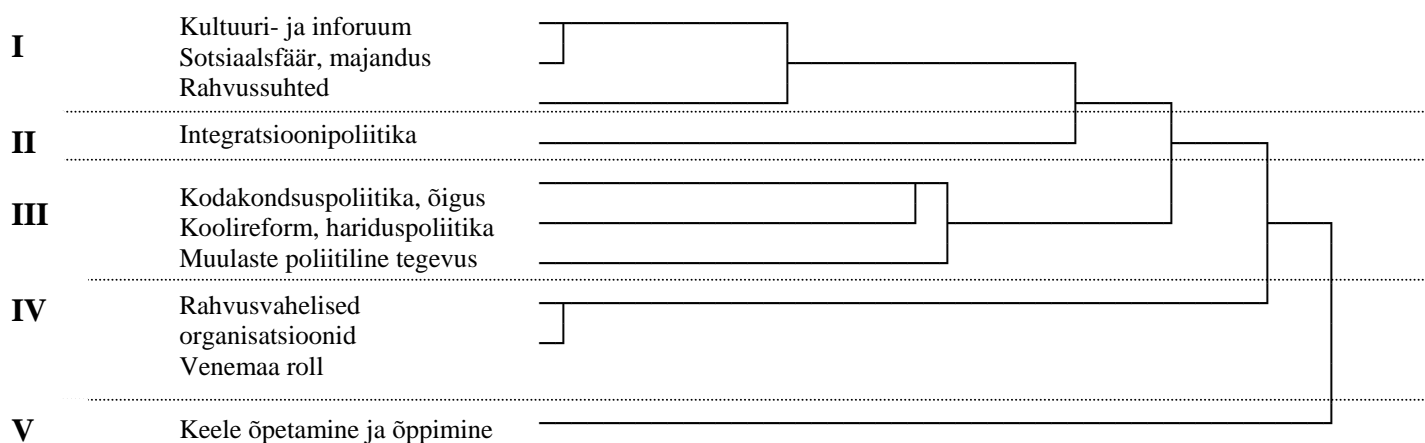 I
Kultuuri- ja inforuum
Sotsiaalsfäär, majandus
Rahvussuhted
II
Integratsioonipoliitika
III
Kodakondsuspoliitika, õigus
Koolireform, hariduspoliitika
Muulaste poliitiline tegevus
IV
Rahvusvahelised
organisatsioonid
Venemaa roll
V
Keele õpetamine ja õppimine